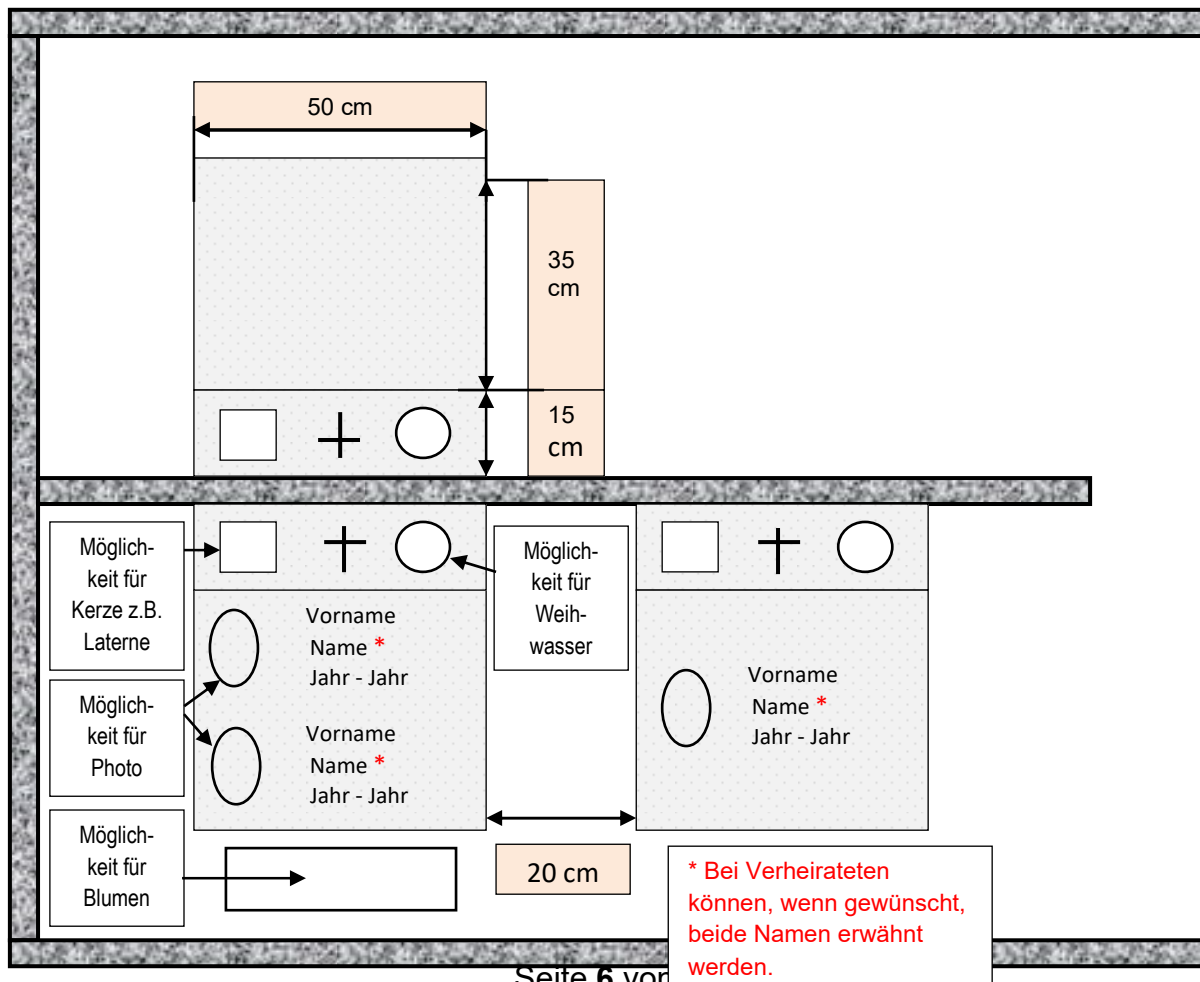 50 cm
35
cm
15
cm
Möglich-
keit für
Kerze z.B.
Laterne
Möglich-
keit für
Weih-
wasser
Vorname
Name *
Jahr - Jahr
Vorname
Name *
Jahr - Jahr
Vorname
Name *
Jahr - Jahr
Möglich-
keit für
Photo
Möglich-
keit für
Blumen
20 cm
* Bei Verheirateten
können, wenn gewünscht,
beide Namen erwähnt
werden.
Seite 6